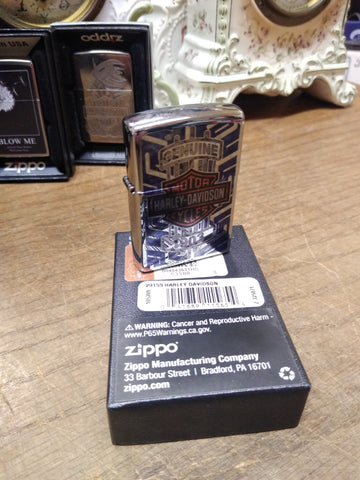 USA
BLOW ME
zippo
GENUINE
MOTOR
HARLEY-DAVIDSON
CYCLES
29159 HARLEY DAVIDSON
⚠ WARNING: Cancer and Reproductive Harm -
www.P65Warnings.ca.gov.
zippo
Zippo Manufacturing Company
33 Barbour Street | Bradford, PA 16701
zippo.com